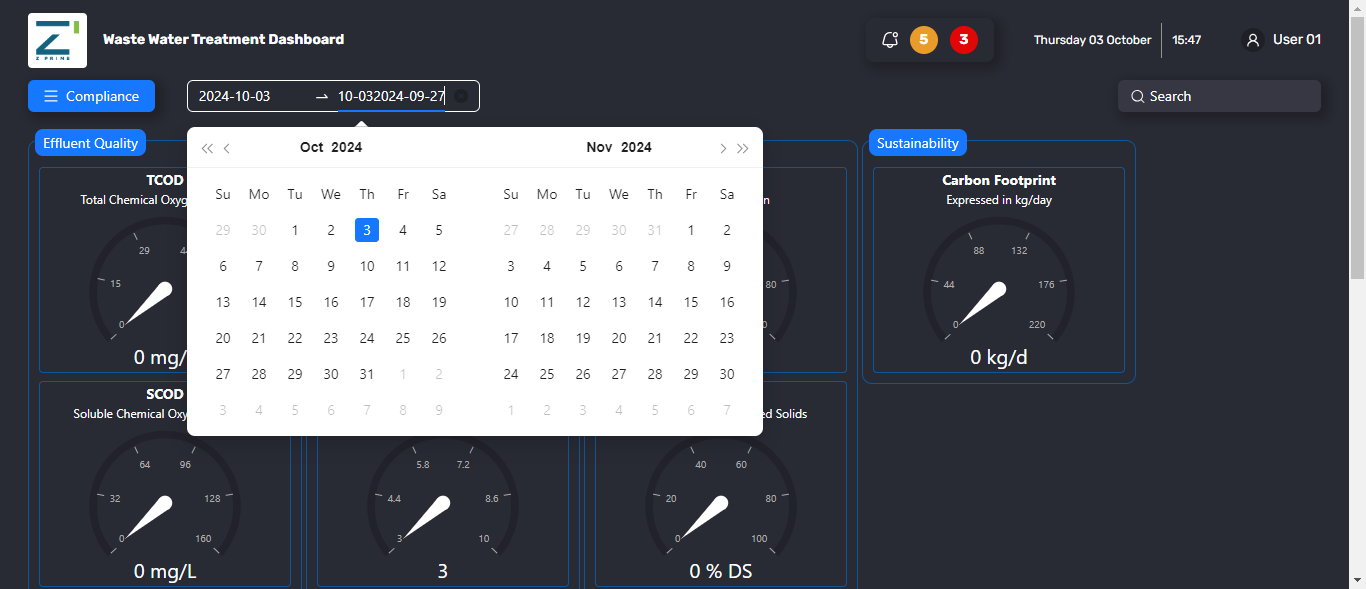 Z PRIME
Waste Water Treatment Dashboard
5
3
Thursday 03 October
15:47
User 01
Compliance
2024-10-03
10-032024-09-27
Search
Effluent Quality
Oct 2024
Su Mo Tu We Th Fr Sa
29 30 1 2 3 4 5
6 7 8 9 10 11 12
13 14 15 16 17 18 19
20 21 22 23 24 25 26
27 28 29 30 31 1 2
3 4 5 6 7 8 9
Nov 2024
Su Mo Tu We Th Fr Sa
27 28 29 30 31 1 2
3 4 5 6 7 8 9
10 11 12 13 14 15 16
17 18 19 20 21 22 23
24 25 26 27 28 29 30
1 2 3 4 5 6 7
Sustainability
TCOD
Total Chemical Oxyg
0
15
29
4
0 mg/
n
80
0
Carbon Footprint
Expressed in kg/day
0
44
88
132
176
220
0 kg/d
SCOD
Soluble Chemical Oxy
0
32
64
96
128
160
0 mg/L
3
4.4
5.8
7.2
8.6
10
3
ed Solids
0
20
40
60
80
100
0 % DS